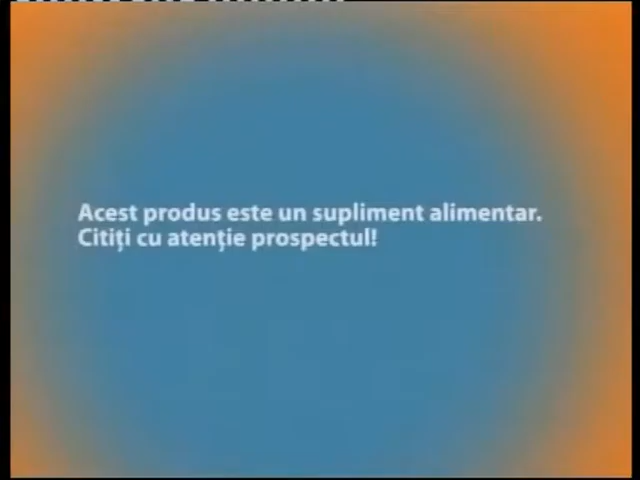 Acest produs este un supliment alimentar.
Citiți cu atenție prospectul!